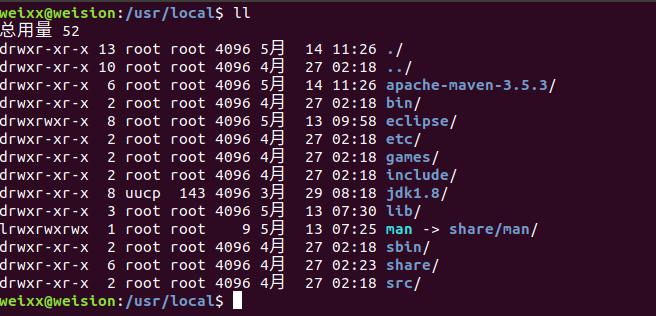 weixx@weision:/usr/local$ ll
总用量 52
drwxr-xr-x 13 root root 4096 5月  14 11:26 ./
drwxr-xr-x 10 root root 4096 4月  27 02:18 ../
drwxr-xr-x  6 root root 4096 5月  14 11:26 apache-maven-3.5.3/
drwxr-xr-x  2 root root 4096 4月  27 02:18 bin/
drwxrwxr-x  8 root root 4096 5月  13 09:58 eclipse/
drwxr-xr-x  2 root root 4096 4月  27 02:18 etc/
drwxr-xr-x  2 root root 4096 4月  27 02:18 games/
drwxr-xr-x  2 root root 4096 4月  27 02:18 include/
drwxr-xr-x  8 uucp  143 4096 3月  29 08:18 jdk1.8/
drwxr-xr-x  3 root root 4096 5月  13 07:30 lib/
lrwxrwxrwx  1 root root    9 5月  13 07:25 man -> share/man/
drwxr-xr-x  2 root root 4096 4月  27 02:18 sbin/
drwxr-xr-x  6 root root 4096 4月  27 02:23 share/
drwxr-xr-x  2 root root 4096 4月  27 02:18 src/
weixx@weision:/usr/local$